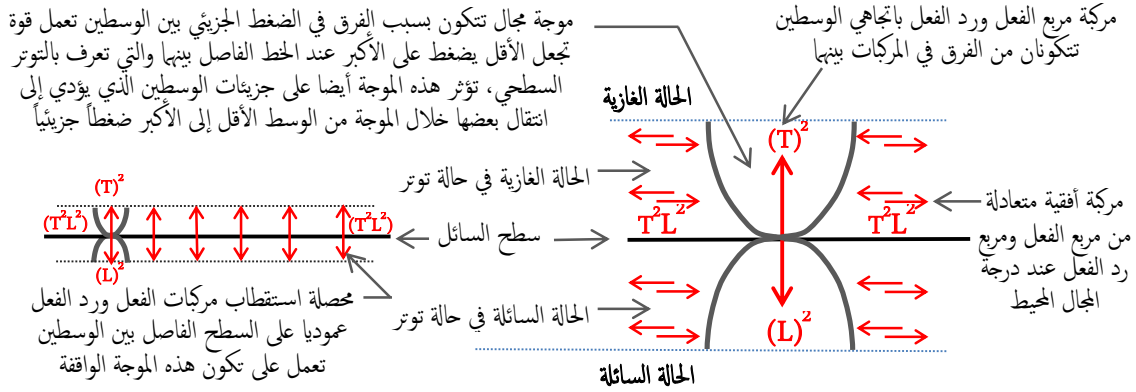 موجة مجال تتكون بسبب الفرق في الضغط الجزيئي بين الوسطين تعمل قوة
تجعل الأقل يضغط على الأكبر عند الخط الفاصل بينهما والتي تعرف بالتوتر
السطحي، تؤثر هذه الموجة أيضا على جزيئات الوسطين الذي يؤدي إلى
انتقال بعضها خلال الموجة من الوسط الأقل إلى الأكبر ضغطاً جزيئياً
مركبة مربع الفعل ورد الفعل باتجاهي الوسطين
تتكونان من الفرق في المركبات بينهما
الحالة الغازية
(T)²
الحالة الغازية في حالة توتر
T²L²
T²L²
مركبة أفقية متعادلة
من مربع الفعل ومربع
رد الفعل عند درجة
المجال المحيط
سطح السائل
(T)²
(T²L²)
(T²L²)
(L)²
محصلة استقطاب مركبات الفعل ورد الفعل
عموديا على السطح الفاصل بين الوسطين
تعمل على تكون هذه الموجة الواقفة
الحالة السائلة في حالة توتر
(L)²
الحالة السائلة